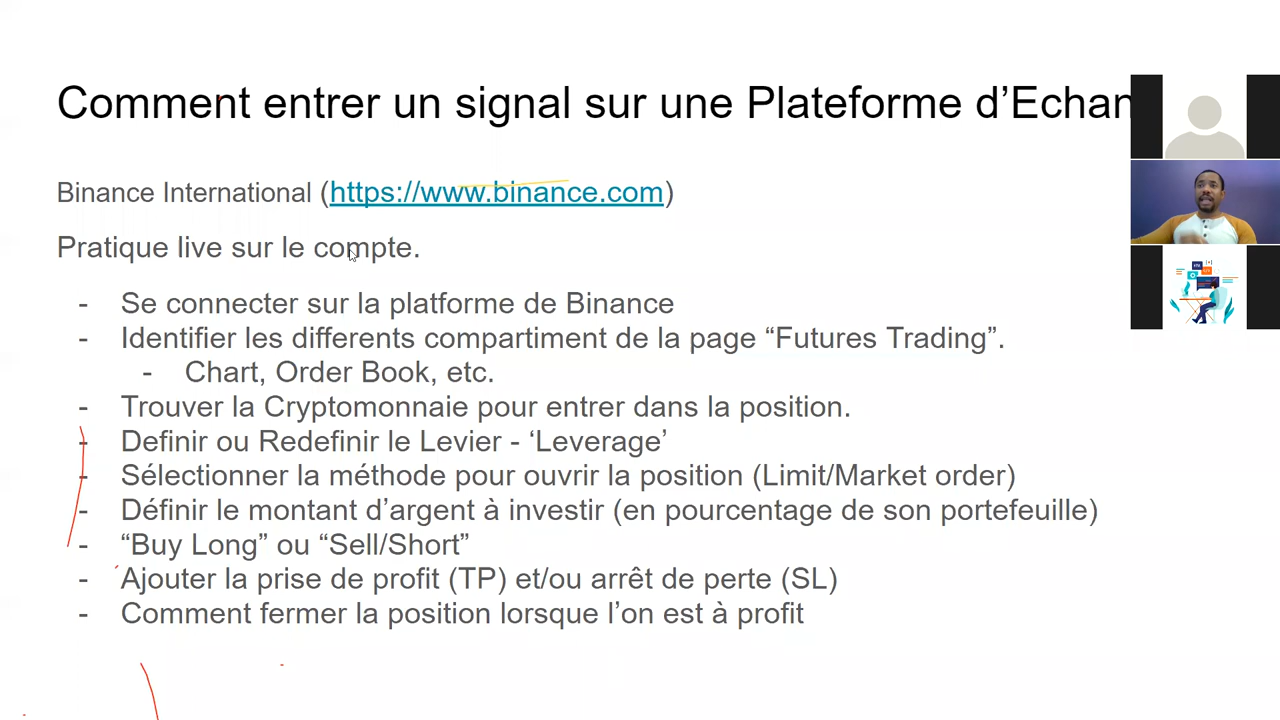 Comment entrer un signal sur une Plateforme d’Echan
Binance International (https://www.binance.com)
Pratique live sur le compte.
- Se connecter sur la platforme de Binance
- Identifier les differents compartiment de la page “Futures Trading”.
- Chart, Order Book, etc.
- Trouver la Cryptomonnaie pour entrer dans la position.
- Definir ou Redefinir le Levier - ‘Leverage’
- Sélectionner la méthode pour ouvrir la position (Limit/Market order)
- Définir le montant d’argent à investir (en pourcentage de son portefeuille)
- “Buy Long” ou “Sell/Short”
- Ajouter la prise de profit (TP) et/ou arrêt de perte (SL)
- Comment fermer la position lorsque l’on est à profit